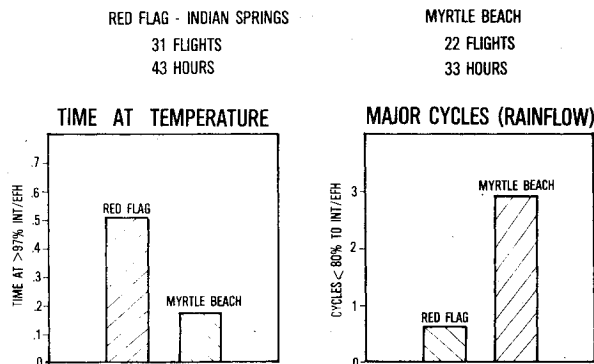 RED FLAG - INDIAN SPRINGS
31 FLIGHTS
43 HOURS
MYRTLE BEACH
22 FLIGHTS
33 HOURS
TIME AT TEMPERATURE
TIME AT >97% INT/EFH
.7
.6
.5
.4
.3
.2
.1
0
RED FLAG
MYRTLE BEACH
MAJOR CYCLES (RAINFLOW)
CYCLES < 80% TO INT/EFH
3
2
1
0
RED FLAG
MYRTLE BEACH